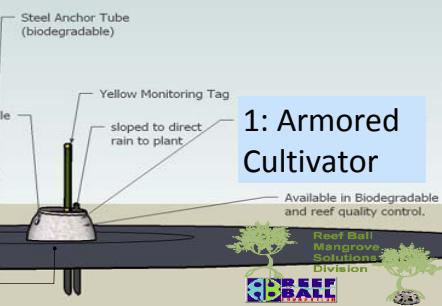 Steel Anchor Tube
(biodegradable)
Yellow Monitoring Tag
le
sloped to direct
rain to plant
1: Armored
Cultivator
Available in Biodegradable
and reef quality control.
Reef Ball
Mangrove
Solutions
Division
REEF
BALL
FOUNDATION